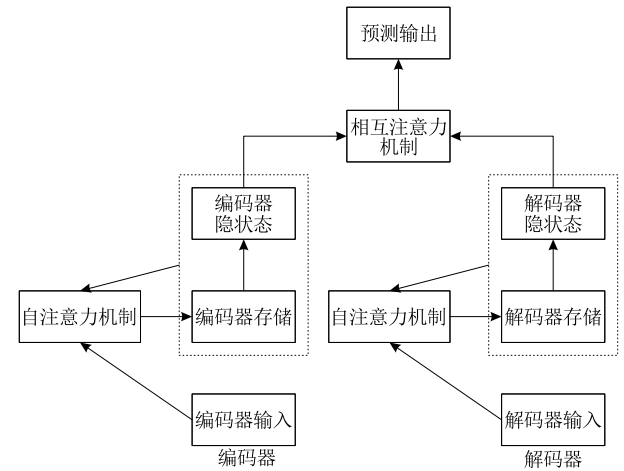 预测输出
相互注意力
机制
编码器
隐状态
解码器
隐状态
自注意力机制
编码器存储
自注意力机制
解码器存储
编码器输入
解码器输入
编码器
解码器